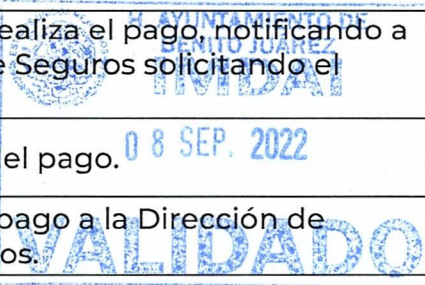 H. AYUNTAMIENTO DE
ealiza el pago, notificando a
BENITO JUÁREZ
e Seguros solicitando el
IMDAI
el pago.
08 SEP. 2022
pago a la Dirección de
os.
VALIDADO